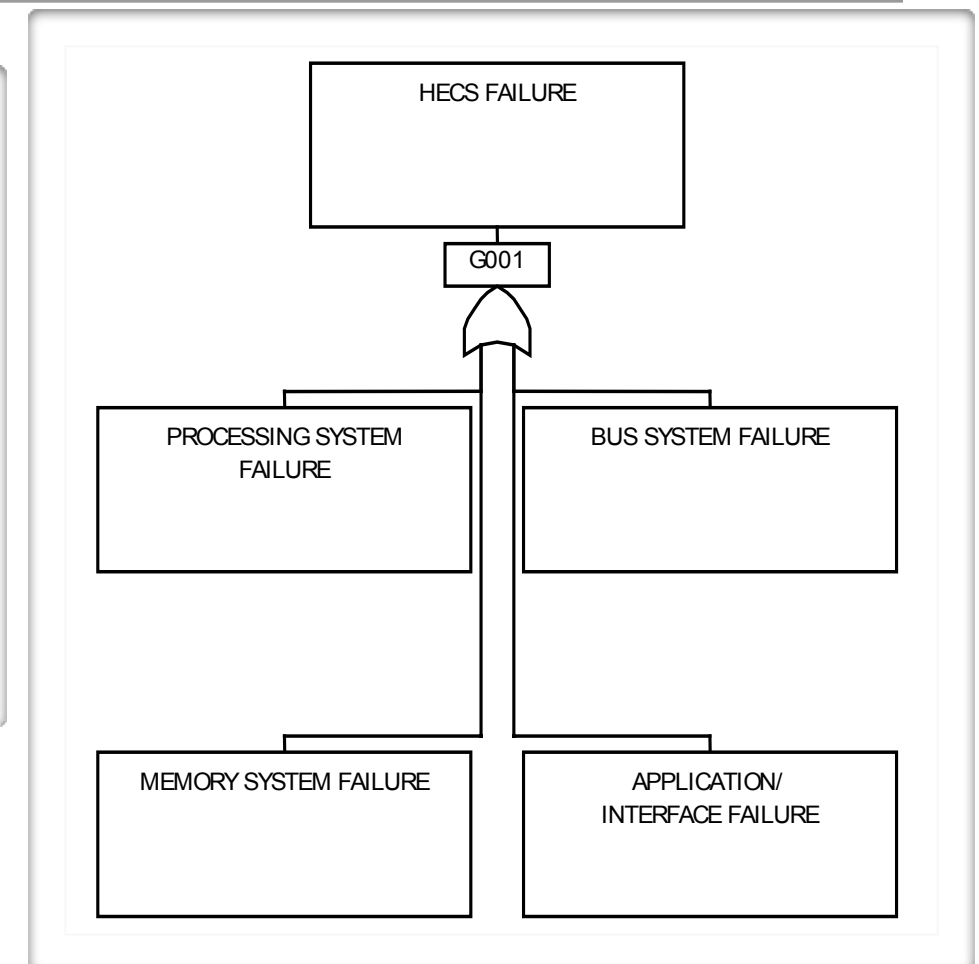 HECS FAILURE
G001
PROCESSING SYSTEM
FAILURE
BUS SYSTEM FAILURE
MEMORY SYSTEM FAILURE
APPLICATION/
INTERFACE FAILURE